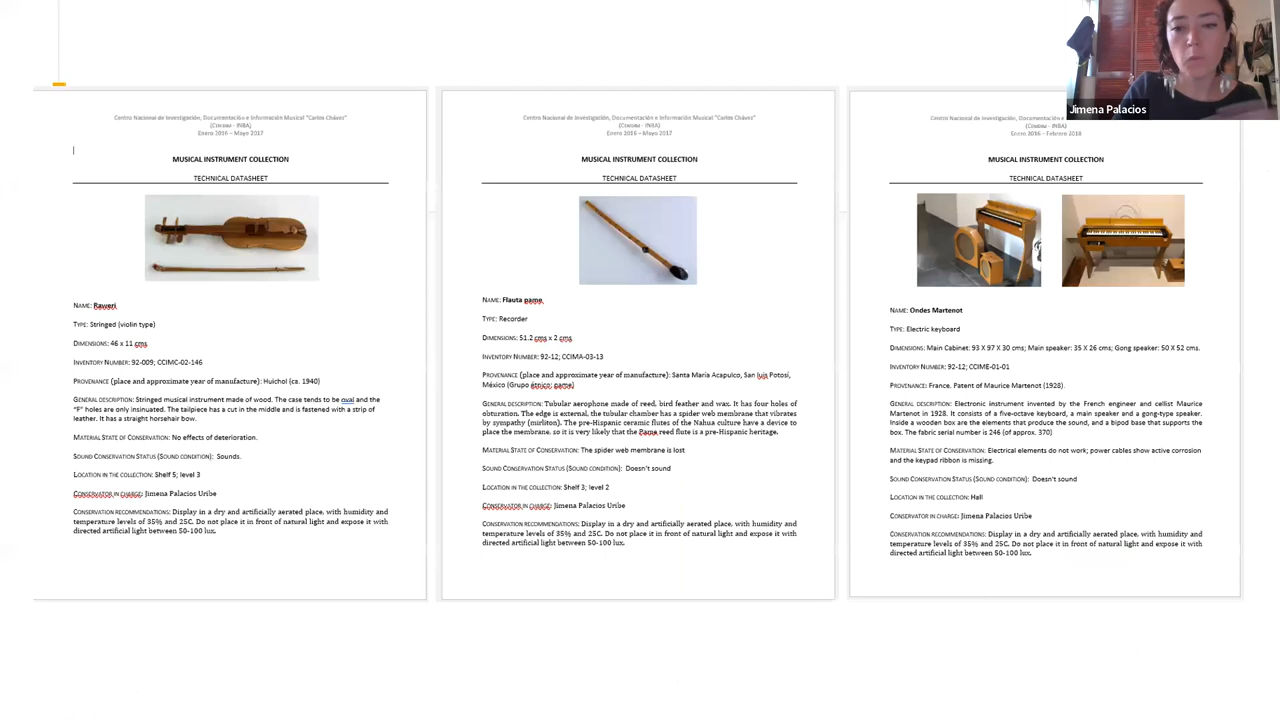 Jimena Palacios
Centro Nacional de Investigación, Documentación e Información Musical "Carlos Chávez"
(CENIDIM - INBA)
Enero 2016 – Mayo 2017
MUSICAL INSTRUMENT COLLECTION
TECHNICAL DATASHEET
NAME: Raweri.
TYPE: Stringed (violin type)
DIMENSIONS: 46 x 11 cms
INVENTORY NUMBER: 92-009; CCIMC-02-146
PROVENANCE (place and approximate year of manufacture): Huichol (ca. 1940)
GENERAL DESCRIPTION: Stringed musical instrument made of wood. The case tends to be oval and the
"F" holes are only insinuated. The tailpiece has a cut in the middle and is fastened with a strip of
leather. It has a straight horsehair bow.
MATERIAL STATE OF CONSERVATION: No effects of deterioration.
SOUND CONSERVATION STATUS (SOUND CONDITION): Sounds.
LOCATION IN THE COLLECTION: Shelf 5; level 3
CONSERVATOR IN CHARGE: Jimena Palacios Uribe
CONSERVATION RECOMMENDATIONS: Display in a dry and artificially aerated place, with humidity and
temperature levels of 35% and 25C. Do not place it in front of natural light and expose it with
directed artificial light between 50-100 lux.
Centro Nacional de Investigación, Documentación e Información Musical "Carlos Chávez"
(CENIDIM - INBA)
Enero 2016 – Mayo 2017
MUSICAL INSTRUMENT COLLECTION
TECHNICAL DATASHEET
NAME: Flauta pame.
TYPE: Recorder
DIMENSIONS: 51.2 cms x 2 cms
INVENTORY NUMBER: 92-12; CCIMA-03-13
PROVENANCE (place and approximate year of manufacture): Santa María Acapulco, San luis Potosí,
México (Grupo étnico: pame)
GENERAL DESCRIPTION: Tubular aerophone made of reed, bird feather and wax. It has four holes of
obturation. The edge is external, the tubular chamber has a spider web membrane that vibrates
by sympathy (mirliton). The pre-Hispanic ceramic flutes of the Nahua culture have a device to
place the membrane, so it is very likely that the Pame reed flute is a pre-Hispanic heritage.
MATERIAL STATE OF CONSERVATION: The spider web membrane is lost
SOUND CONSERVATION STATUS (SOUND CONDITION): Doesn't sound
LOCATION IN THE COLLECTION: Shelf 3; level 2
CONSERVATOR IN CHARGE: Jimena Palacios Uribe
CONSERVATION RECOMMENDATIONS: Display in a dry and artificially aerated place, with humidity and
temperature levels of 35% and 25C. Do not place it in front of natural light and expose it with
directed artificial light between 50-100 lux.
Centro Nacional de Investigación, Documentación e
(CENIDIM - INBA)
Enero 2016 – Febrero 2018
MUSICAL INSTRUMENT COLLECTION
TECHNICAL DATASHEET
NAME: Ondes Martenot
TYPE: Electric keyboard
DIMENSIONS: Main Cabinet: 93 X 97 X 30 cms; Main speaker: 35 X 26 cms; Gong speaker: 50 X 52 cms.
INVENTORY NUMBER: 92-12; CCIME-01-01
PROVENANCE: France. Patent of Maurice Martenot (1928).
GENERAL DESCRIPTION: Electronic instrument invented by the French engineer and cellist Maurice
Martenot in 1928. It consists of a five-octave keyboard, a main speaker and a gong-type speaker.
Inside a wooden box are the elements that produce the sound, and a bipod base that supports the
box. The fabric serial number is 246 (of approx. 370)
MATERIAL STATE OF CONSERVATION: Electrical elements do not work; power cables show active corrosion
and the keypad ribbon is missing.
SOUND CONSERVATION STATUS (SOUND CONDITION): Doesn't sound
LOCATION IN THE COLLECTION: Hall
CONSERVATOR IN CHARGE: Jimena Palacios Uribe
CONSERVATION RECOMMENDATIONS: Display in a dry and artificially aerated place, with humidity and
temperature levels of 35% and 25C. Do not place it in front of natural light and expose it with
directed artificial light between 50-100 lux.